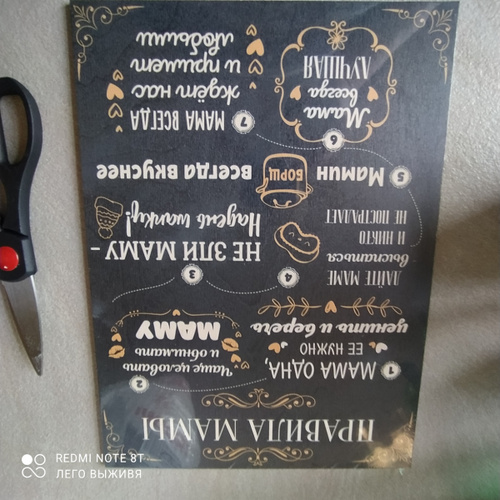 ПРАВИЛА МАМЫ
1
МАМА ОДНА,
ЕЕ НУЖНО
ценить и беречь
2
Чаще целовать
и обнимать
МАМУ
3
НЕ ЗЛИ МАМУ -
Надень шапку!
4
ДАЙТЕ МАМЕ
выспаться
И НИКТО
НЕ ПОСТРАДАЕТ
5
Мамин
БОРЩ
всегда вкуснее
6
Мама
всегда
ЛУЧШАЯ
7
МАМА ВСЕГДА
ждёт нас
и примет
любыми
REDMI NOTE 8T
ЛЕГО ВЫЖИВЯ